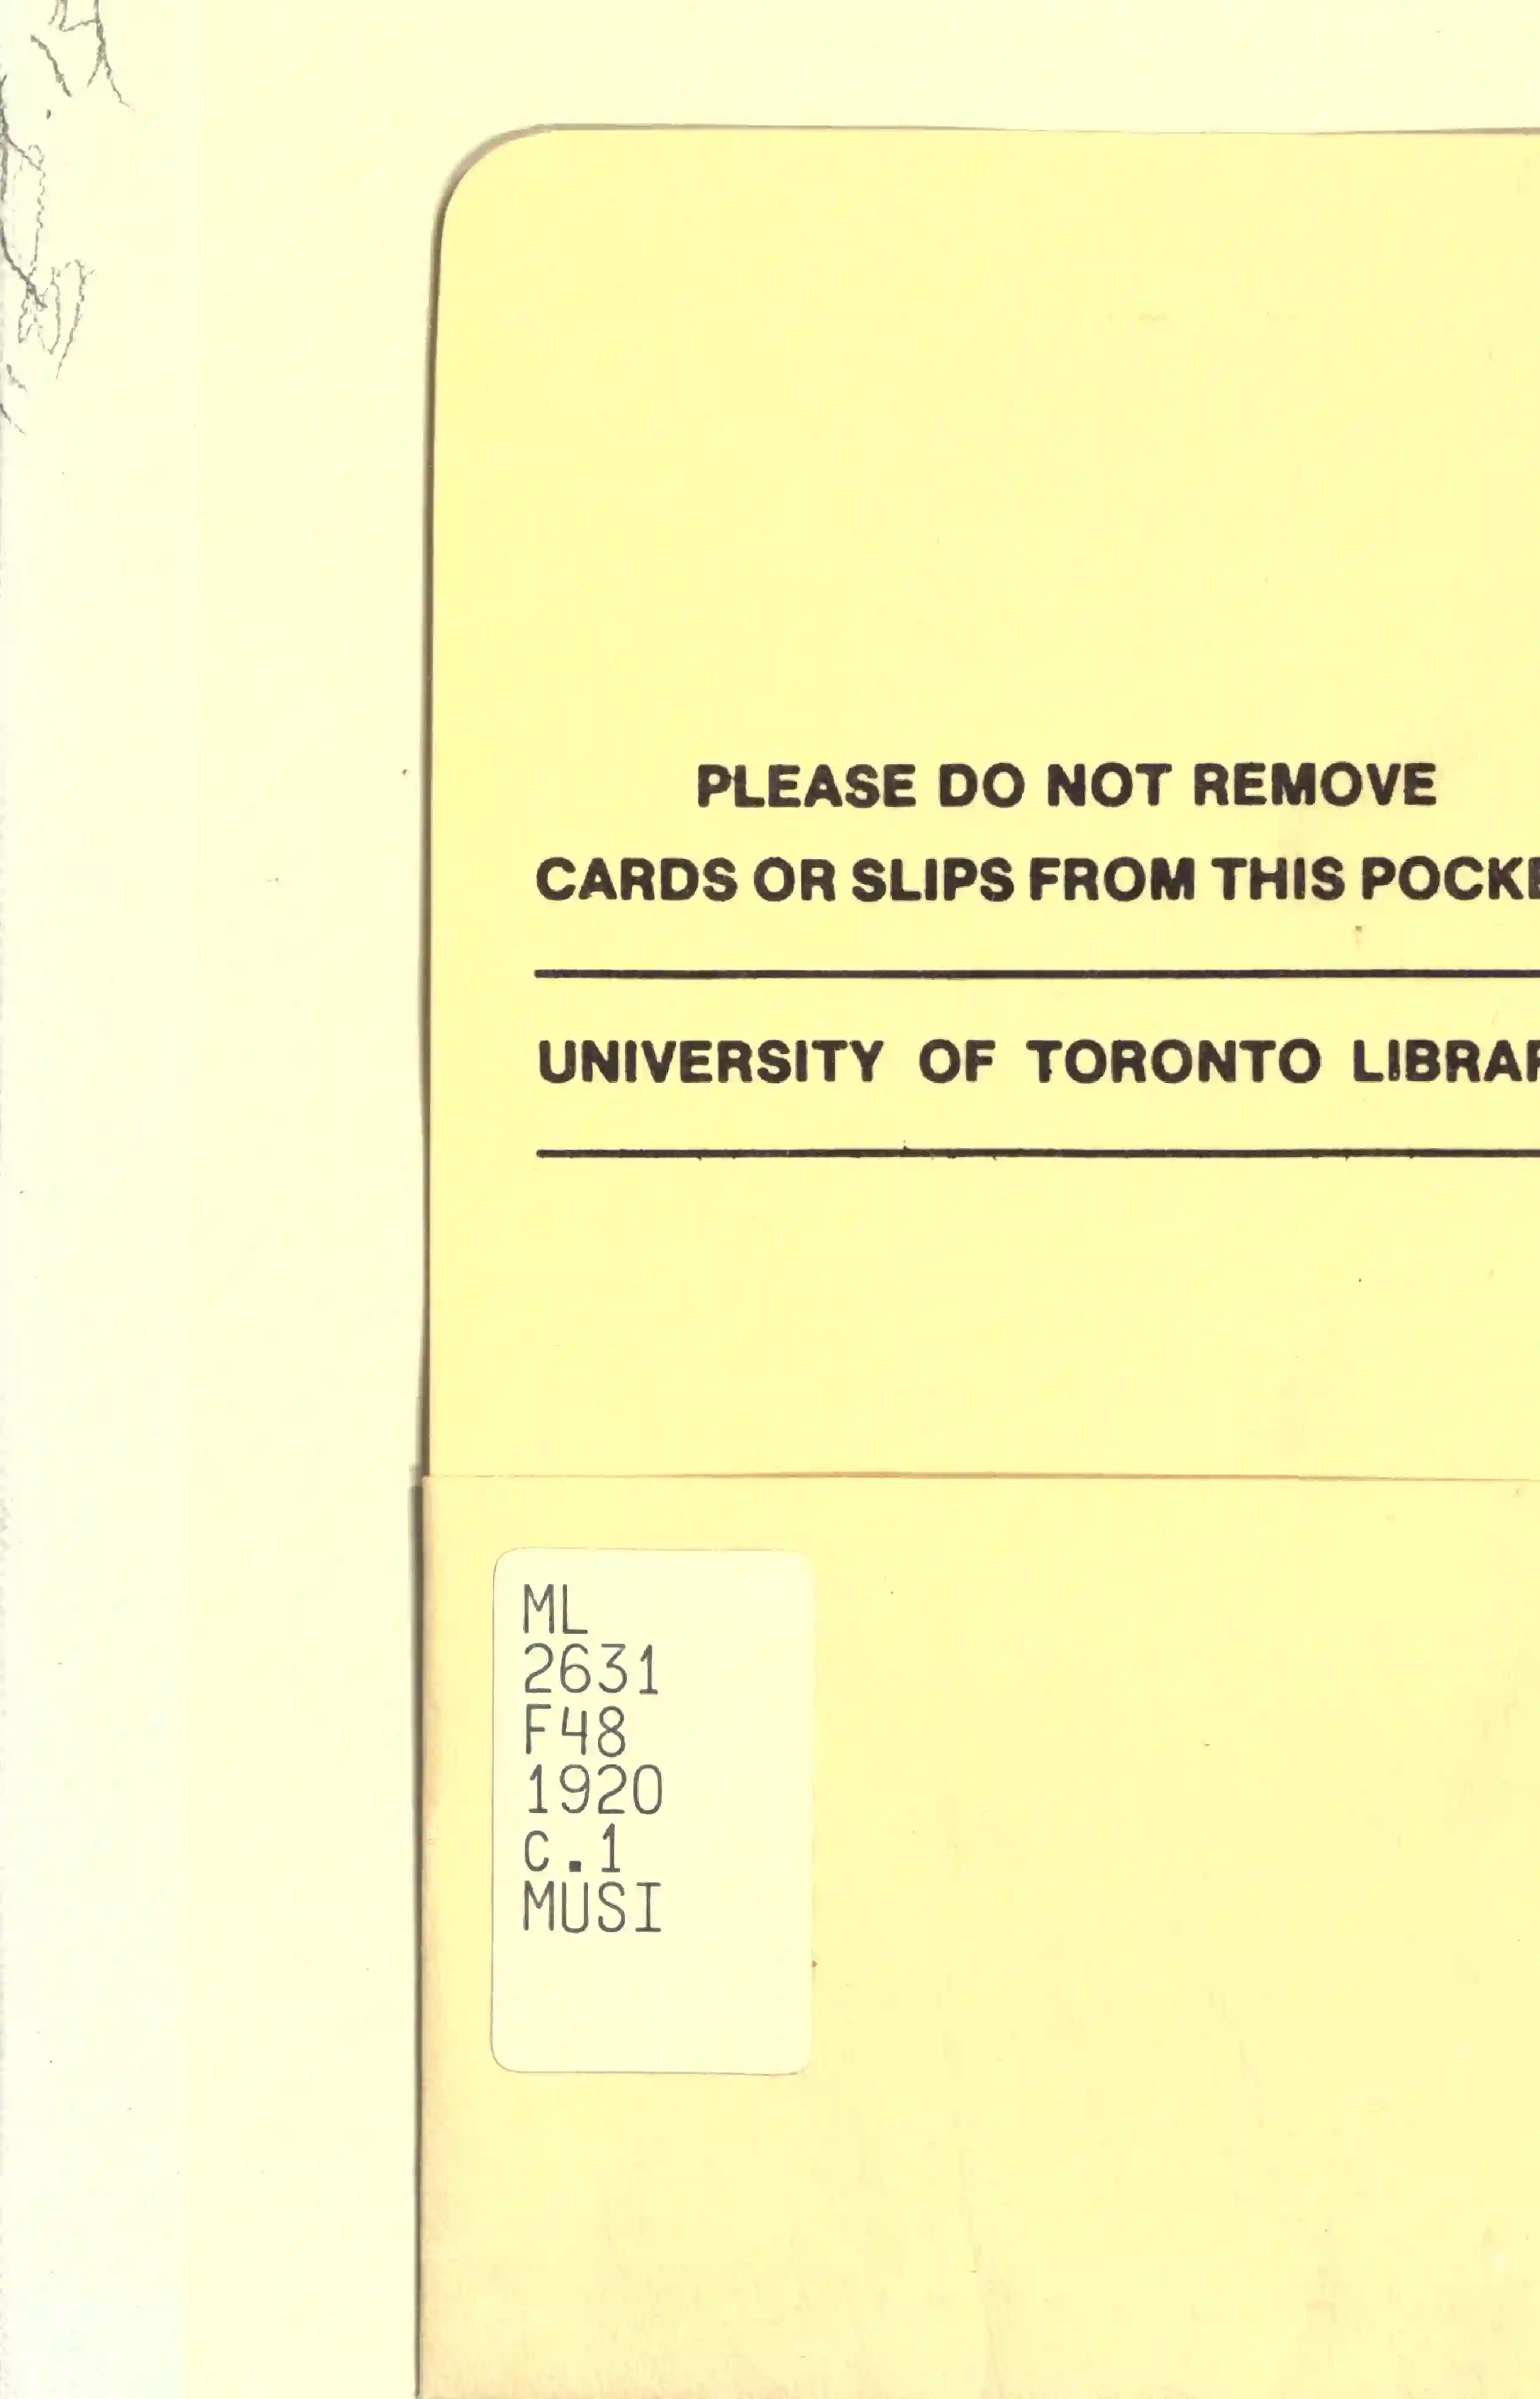 PLEASE DO NOT REMOVE
CARDS OR SLIPS FROM THIS POCK
UNIVERSITY OF TORONTO LIBRA
ML
2631
F48
1920
C.1
MUSI